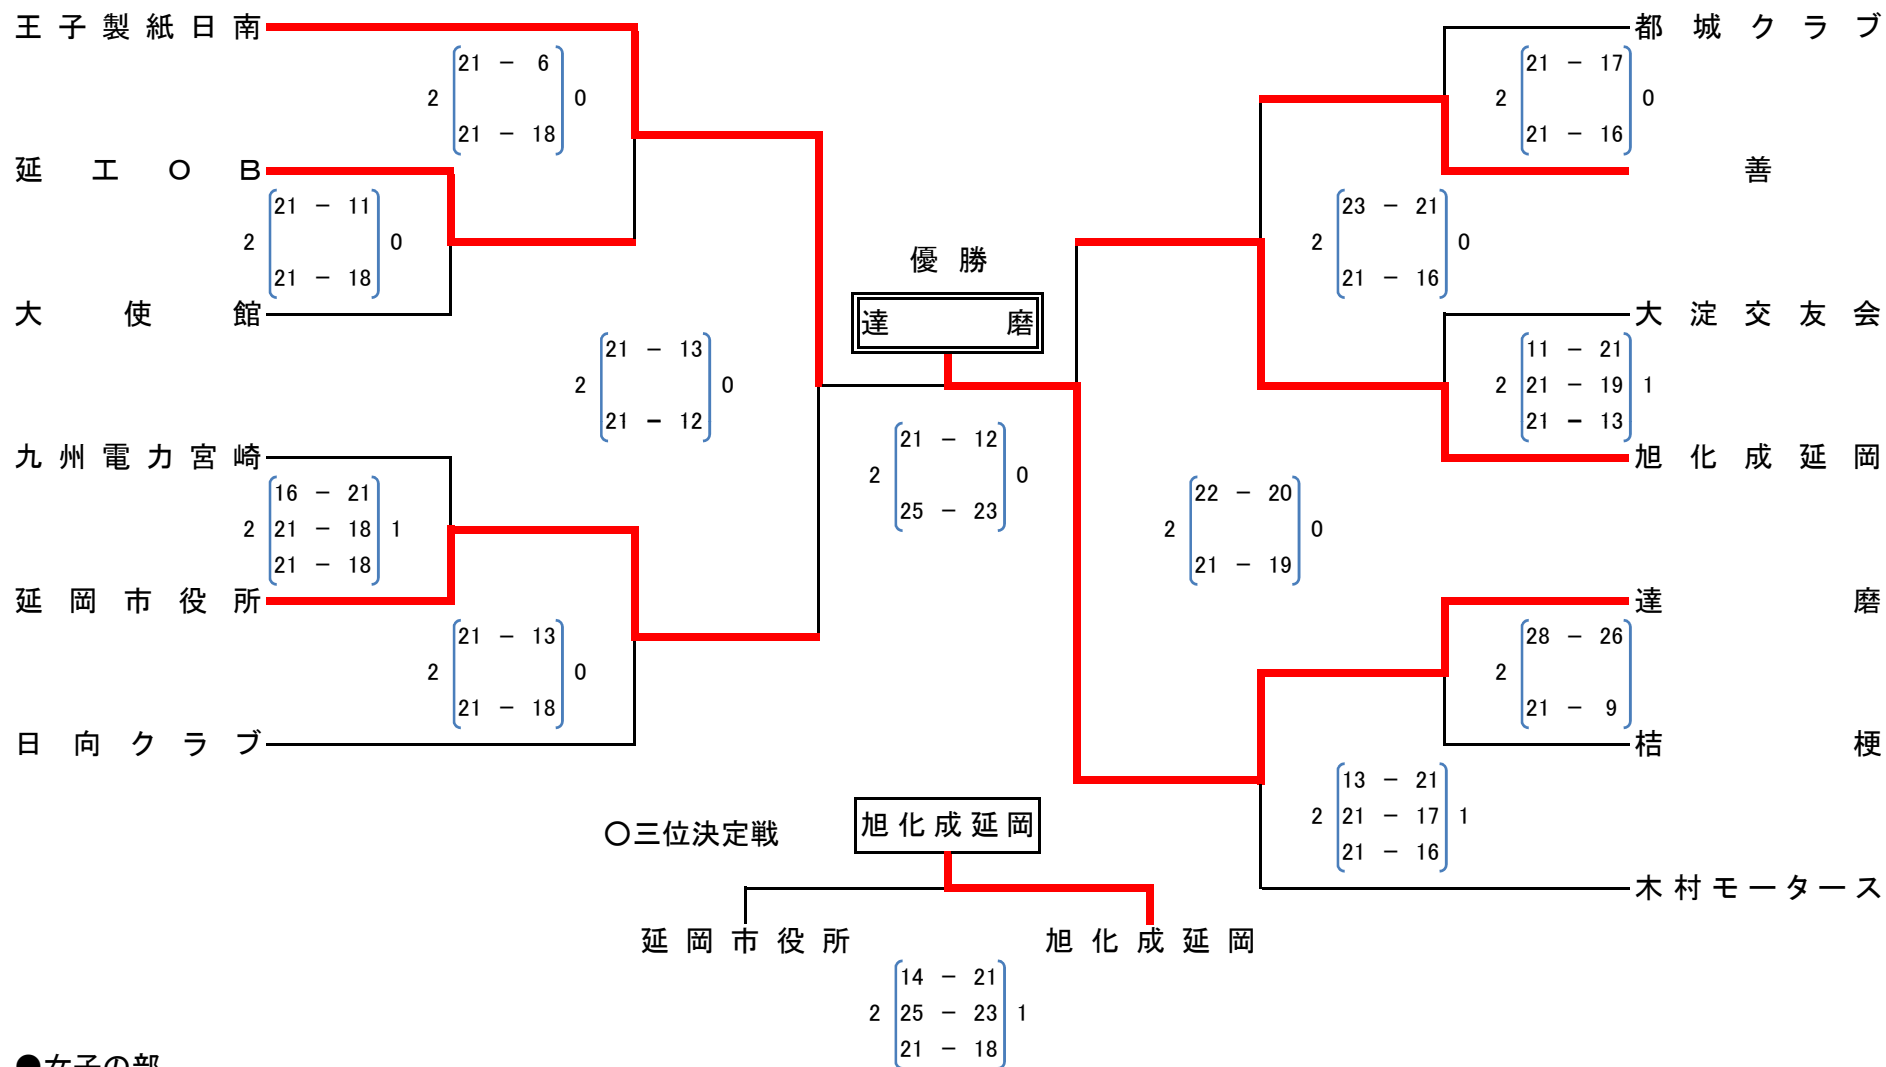 王子製紙日南
都城クラブ
21 － 6
2 0
21 － 18
21 － 17
2 0
21 － 16
延工ＯＢ
善
21 － 11
2 0
21 － 18
23 － 21
2 0
21 － 16
優勝
達磨
大使館
大淀交友会
21 － 13
2 0
21 － 12
11 － 21
2 21 － 19 1
21 － 13
九州電力宮崎
旭化成延岡
21 － 12
2 0
25 － 23
16 － 21
2 21 － 18 1
21 － 18
22 － 20
2 0
21 － 19
延岡市役所
達磨
21 － 13
2 0
21 － 18
28 － 26
2
21 － 9
日向クラブ
桔梗
13 － 21
2 21 － 17 1
21 － 16
〇三位決定戦
旭化成延岡
木村モータース
延岡市役所 旭化成延岡
14 － 21
2 25 － 23 1
21 － 18
●女子の部